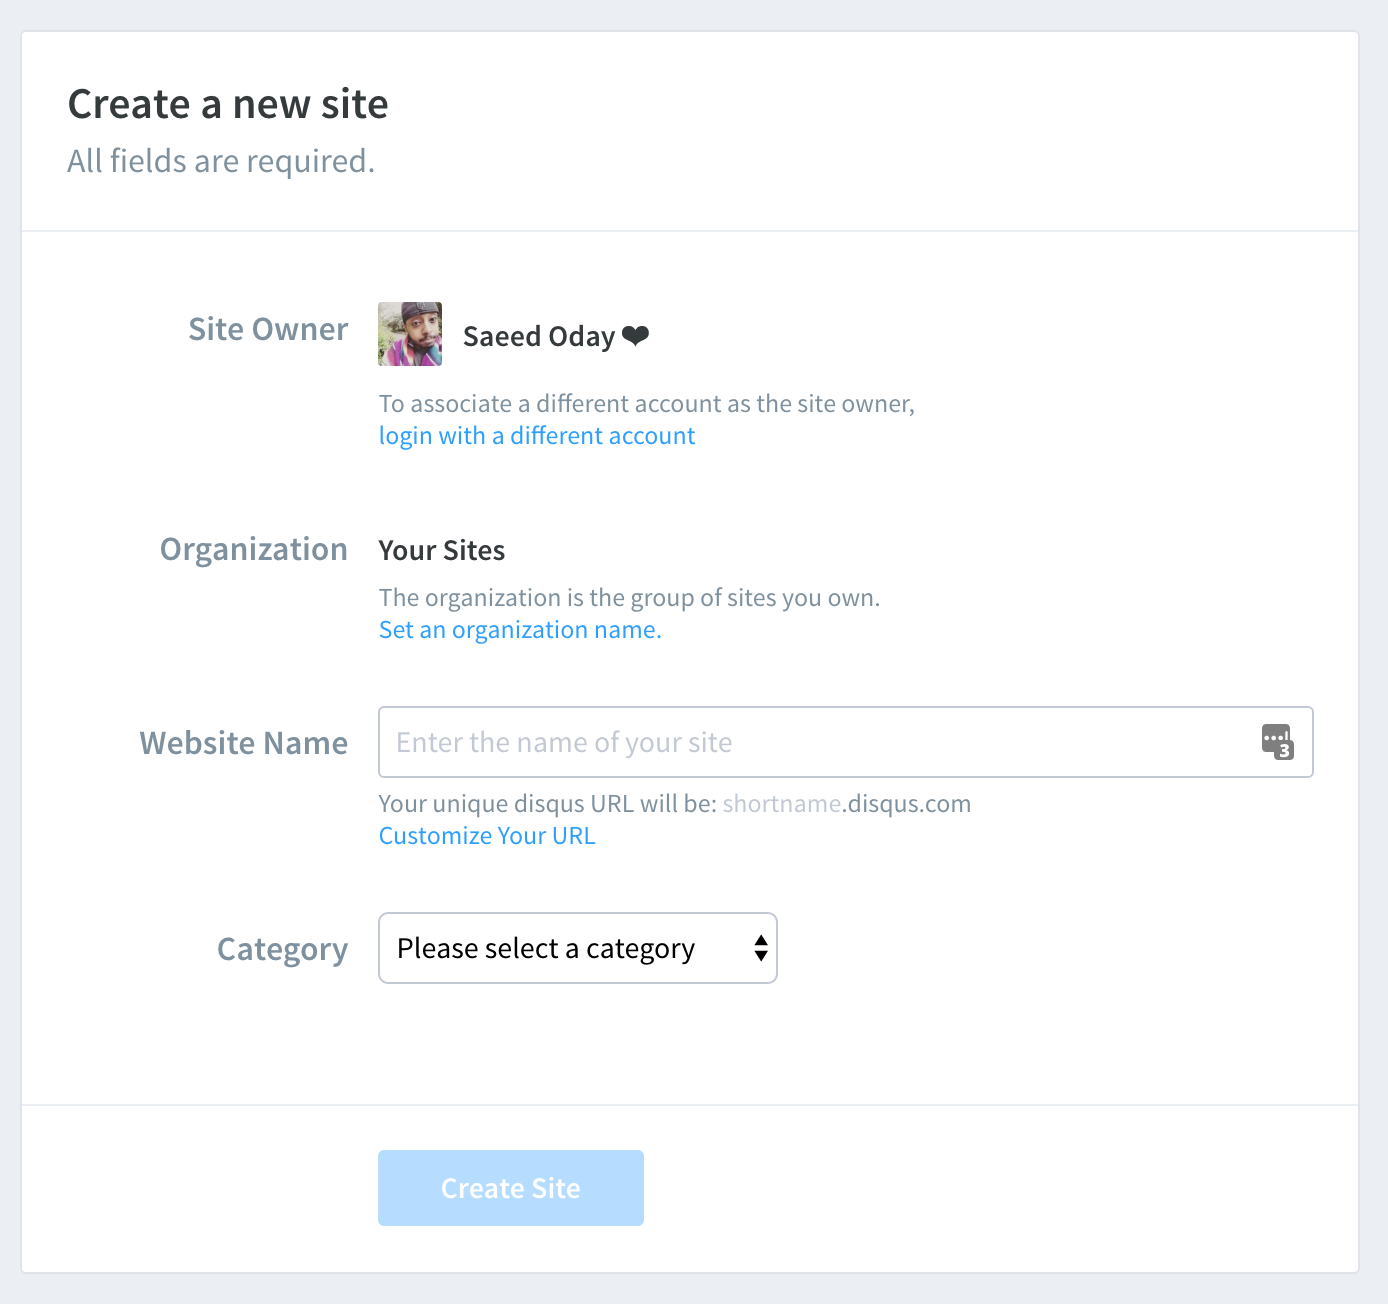 Create a new site
All fields are required.
Site Owner
Saeed Oday ❤
To associate a different account as the site owner,
login with a different account
Organization
Your Sites
The organization is the group of sites you own.
Set an organization name.
Website Name
Enter the name of your site
3
Your unique disqus URL will be: shortname.disqus.com
Customize Your URL
Category
Please select a category
Create Site